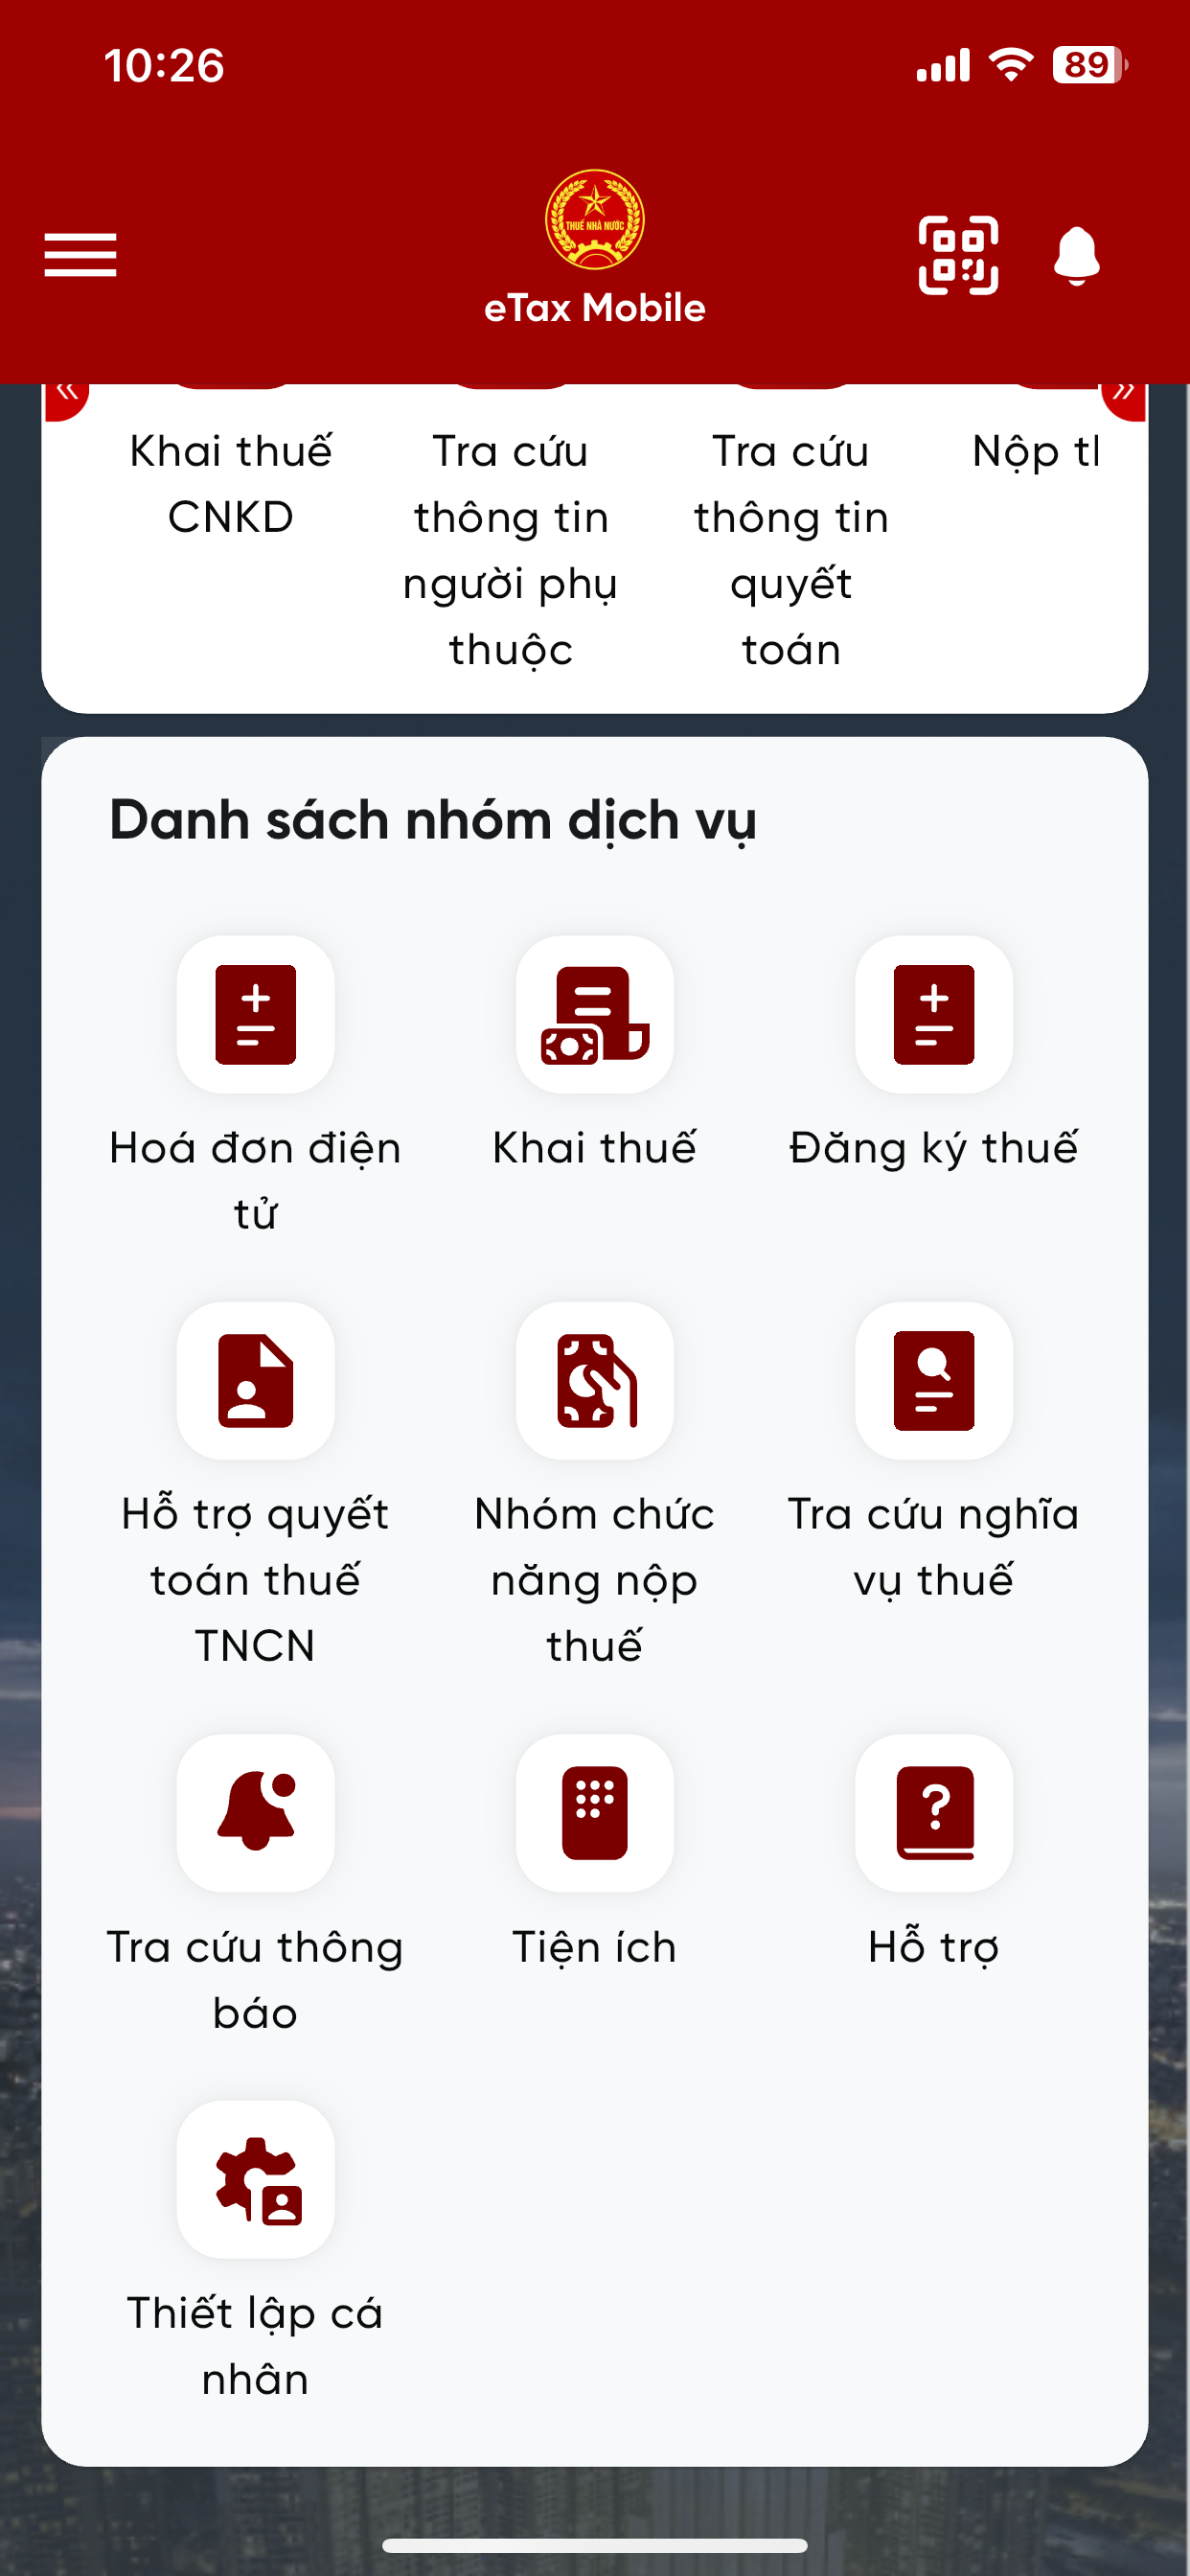 10:26
89
THUẾ NHÀ NƯỚC
eTax Mobile
Khai thuế
CNKD
Tra cứu
thông tin
người phụ
thuộc
Tra cứu
thông tin
quyết
toán
Nộp
Danh sách nhóm dịch vụ
Hoá đơn điện
tử
Khai thuế
Đăng ký thuế
Hỗ trợ quyết
toán thuế
TNCN
Nhóm chức
năng nộp
thuế
Tra cứu nghĩa
vụ thuế
Tra cứu thông
báo
Tiện ích
Hỗ trợ
Thiết lập cá
nhân